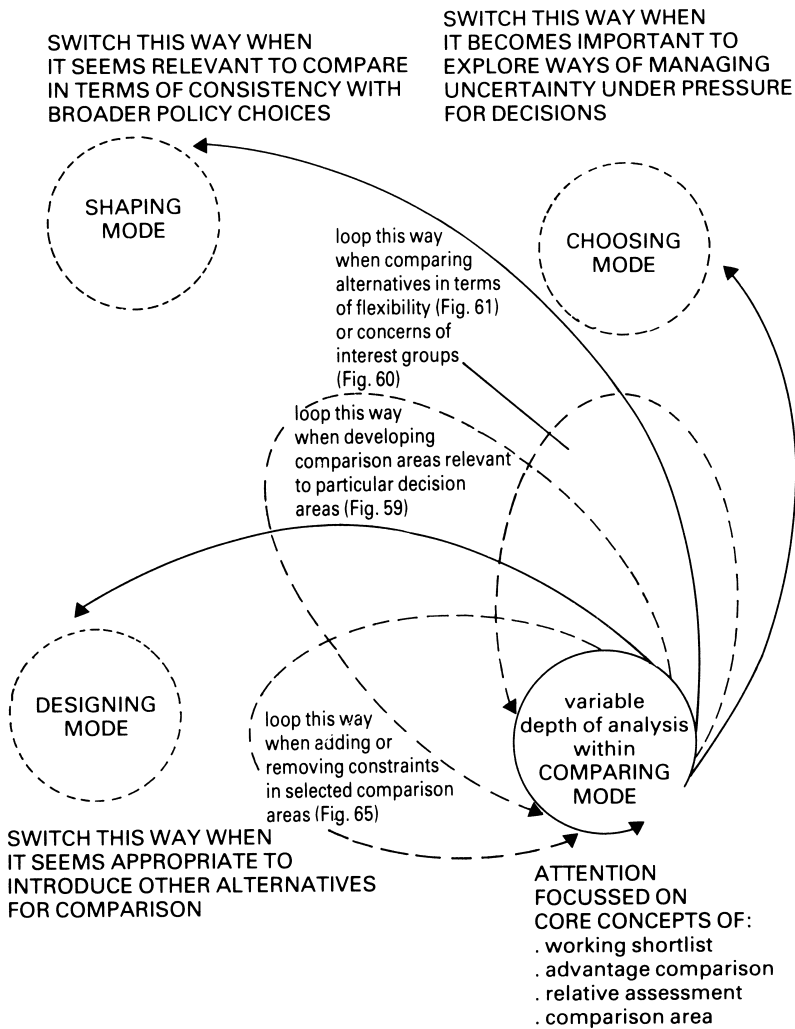 SWITCH THIS WAY WHEN
IT SEEMS RELEVANT TO COMPARE
IN TERMS OF CONSISTENCY WITH
BROADER POLICY CHOICES
SWITCH THIS WAY WHEN
IT BECOMES IMPORTANT TO
EXPLORE WAYS OF MANAGING
UNCERTAINTY UNDER PRESSURE
FOR DECISIONS
SHAPING
MODE
CHOOSING
MODE
loop this way
when comparing
alternatives in terms
of flexibility (Fig. 61)
or concerns of
interest groups
(Fig. 60)
loop this way
when developing
comparison areas relevant
to particular decision
areas (Fig. 59)
DESIGNING
MODE
variable
depth of analysis
within
COMPARING
MODE
loop this way
when adding or
removing constraints
in selected comparison
areas (Fig. 65)
SWITCH THIS WAY WHEN
IT SEEMS APPROPRIATE TO
INTRODUCE OTHER ALTERNATIVES
FOR COMPARISON
ATTENTION
FOCUSSED ON
CORE CONCEPTS OF:
. working shortlist
. advantage comparison
. relative assessment
. comparison area